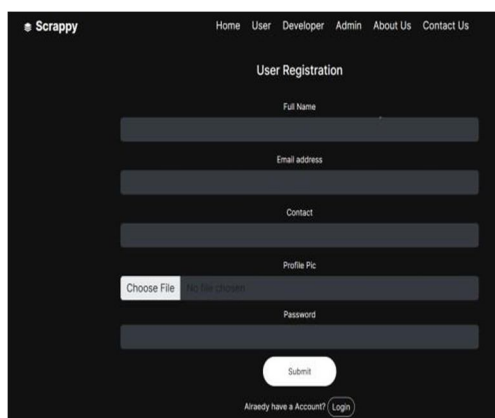 Scrappy Home User Developer Admin About Us Contact Us
User Registration
Full Name
Email address
Contact
Profile Pic
Choose File No file chosen
Password
Submit
Alraedy have a Account? Login